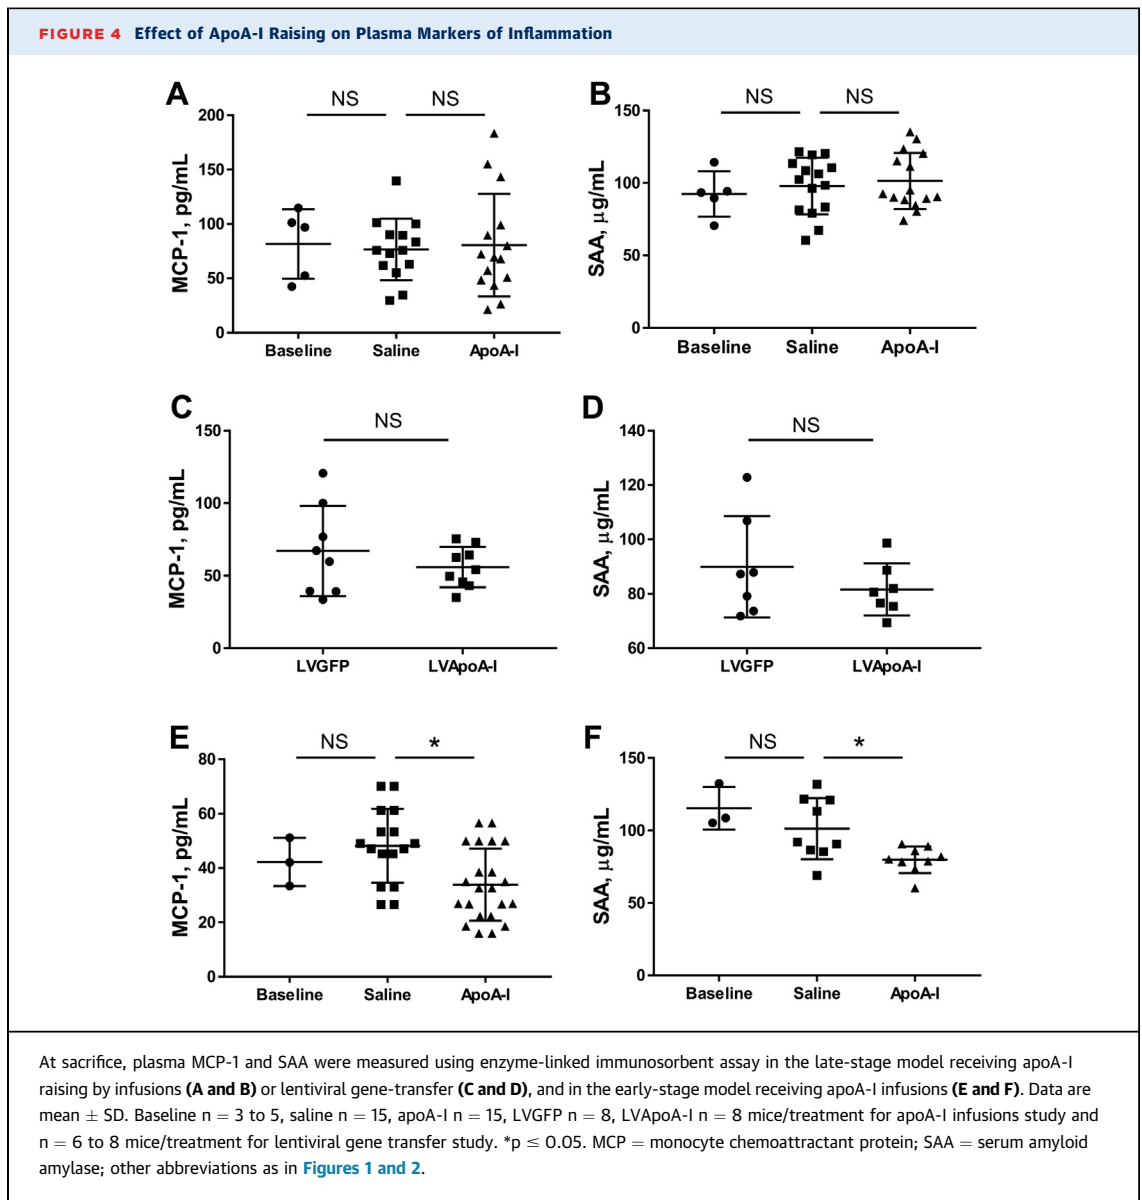 FIGURE 4 Effect of ApoA-I Raising on Plasma Markers of Inflammation
A
NS NS
MCP-1, pg/mL
200
150
100
50
0
Baseline Saline ApoA-I
B
NS NS
SAA, µg/mL
150
100
50
0
Baseline Saline ApoA-I
C
NS
MCP-1, pg/mL
150
100
50
0
LVGFP LVApoA-I
D
NS
SAA, µg/mL
140
120
100
80
60
LVGFP LVApoA-I
E
NS *
MCP-1, pg/mL
80
60
40
20
0
Baseline Saline ApoA-I
F
NS *
SAA, µg/mL
150
100
50
0
Baseline Saline ApoA-I
At sacrifice, plasma MCP-1 and SAA were measured using enzyme-linked immunosorbent assay in the late-stage model receiving apoA-I
raising by infusions (A and B) or lentiviral gene-transfer (C and D), and in the early-stage model receiving apoA-I infusions (E and F). Data are
mean ± SD. Baseline n = 3 to 5, saline n = 15, apoA-I n = 15, LVGFP n = 8, LVApoA-I n = 8 mice/treatment for apoA-I infusions study and
n = 6 to 8 mice/treatment for lentiviral gene transfer study. *p ≤ 0.05. MCP = monocyte chemoattractant protein; SAA = serum amyloid
amylase; other abbreviations as in Figures 1 and 2.